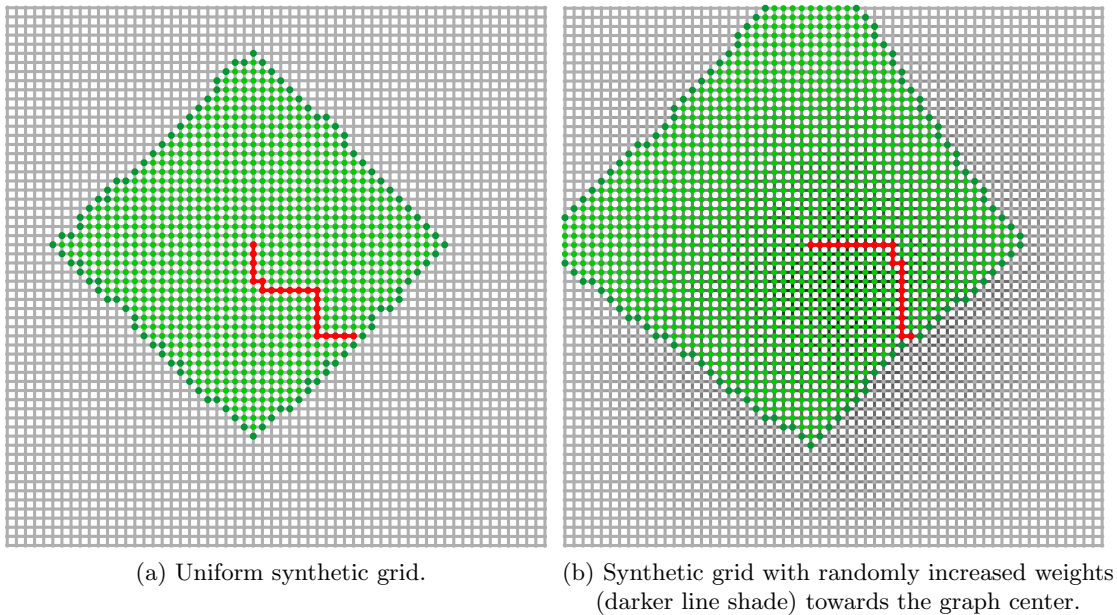 (a) Uniform synthetic grid.
(b) Synthetic grid with randomly increased weights
(darker line shade) towards the graph center.